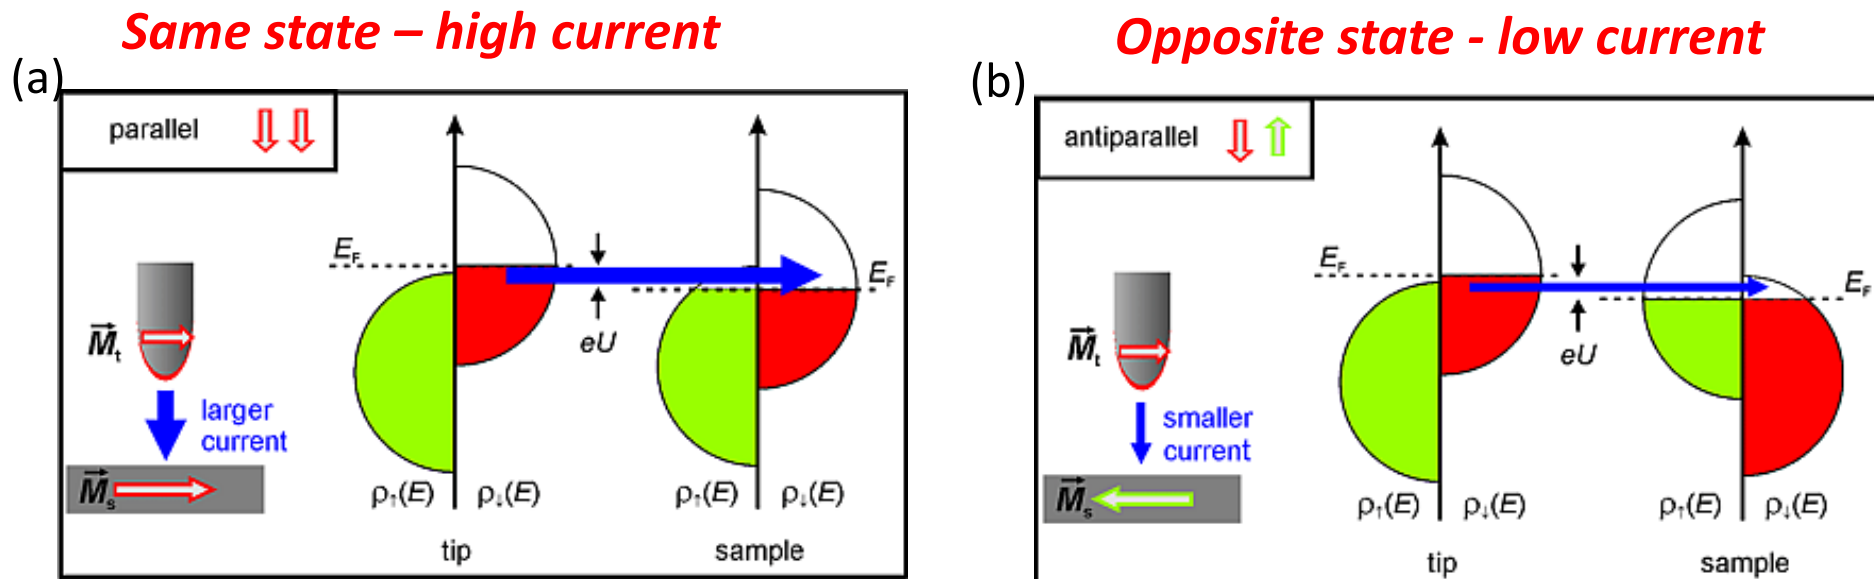 Same state – high current
(a)
parallel
E_F
E_F
eU
M⃗_t
larger
current
M⃗_s
ρ↑(E) ρ↓(E) ρ↑(E) ρ↓(E)
tip sample
Opposite state - low current
(b)
antiparallel
E_F
E_F
eU
M⃗_t
smaller
current
M⃗_s
ρ↑(E) ρ↓(E) ρ↑(E) ρ↓(E)
tip sample